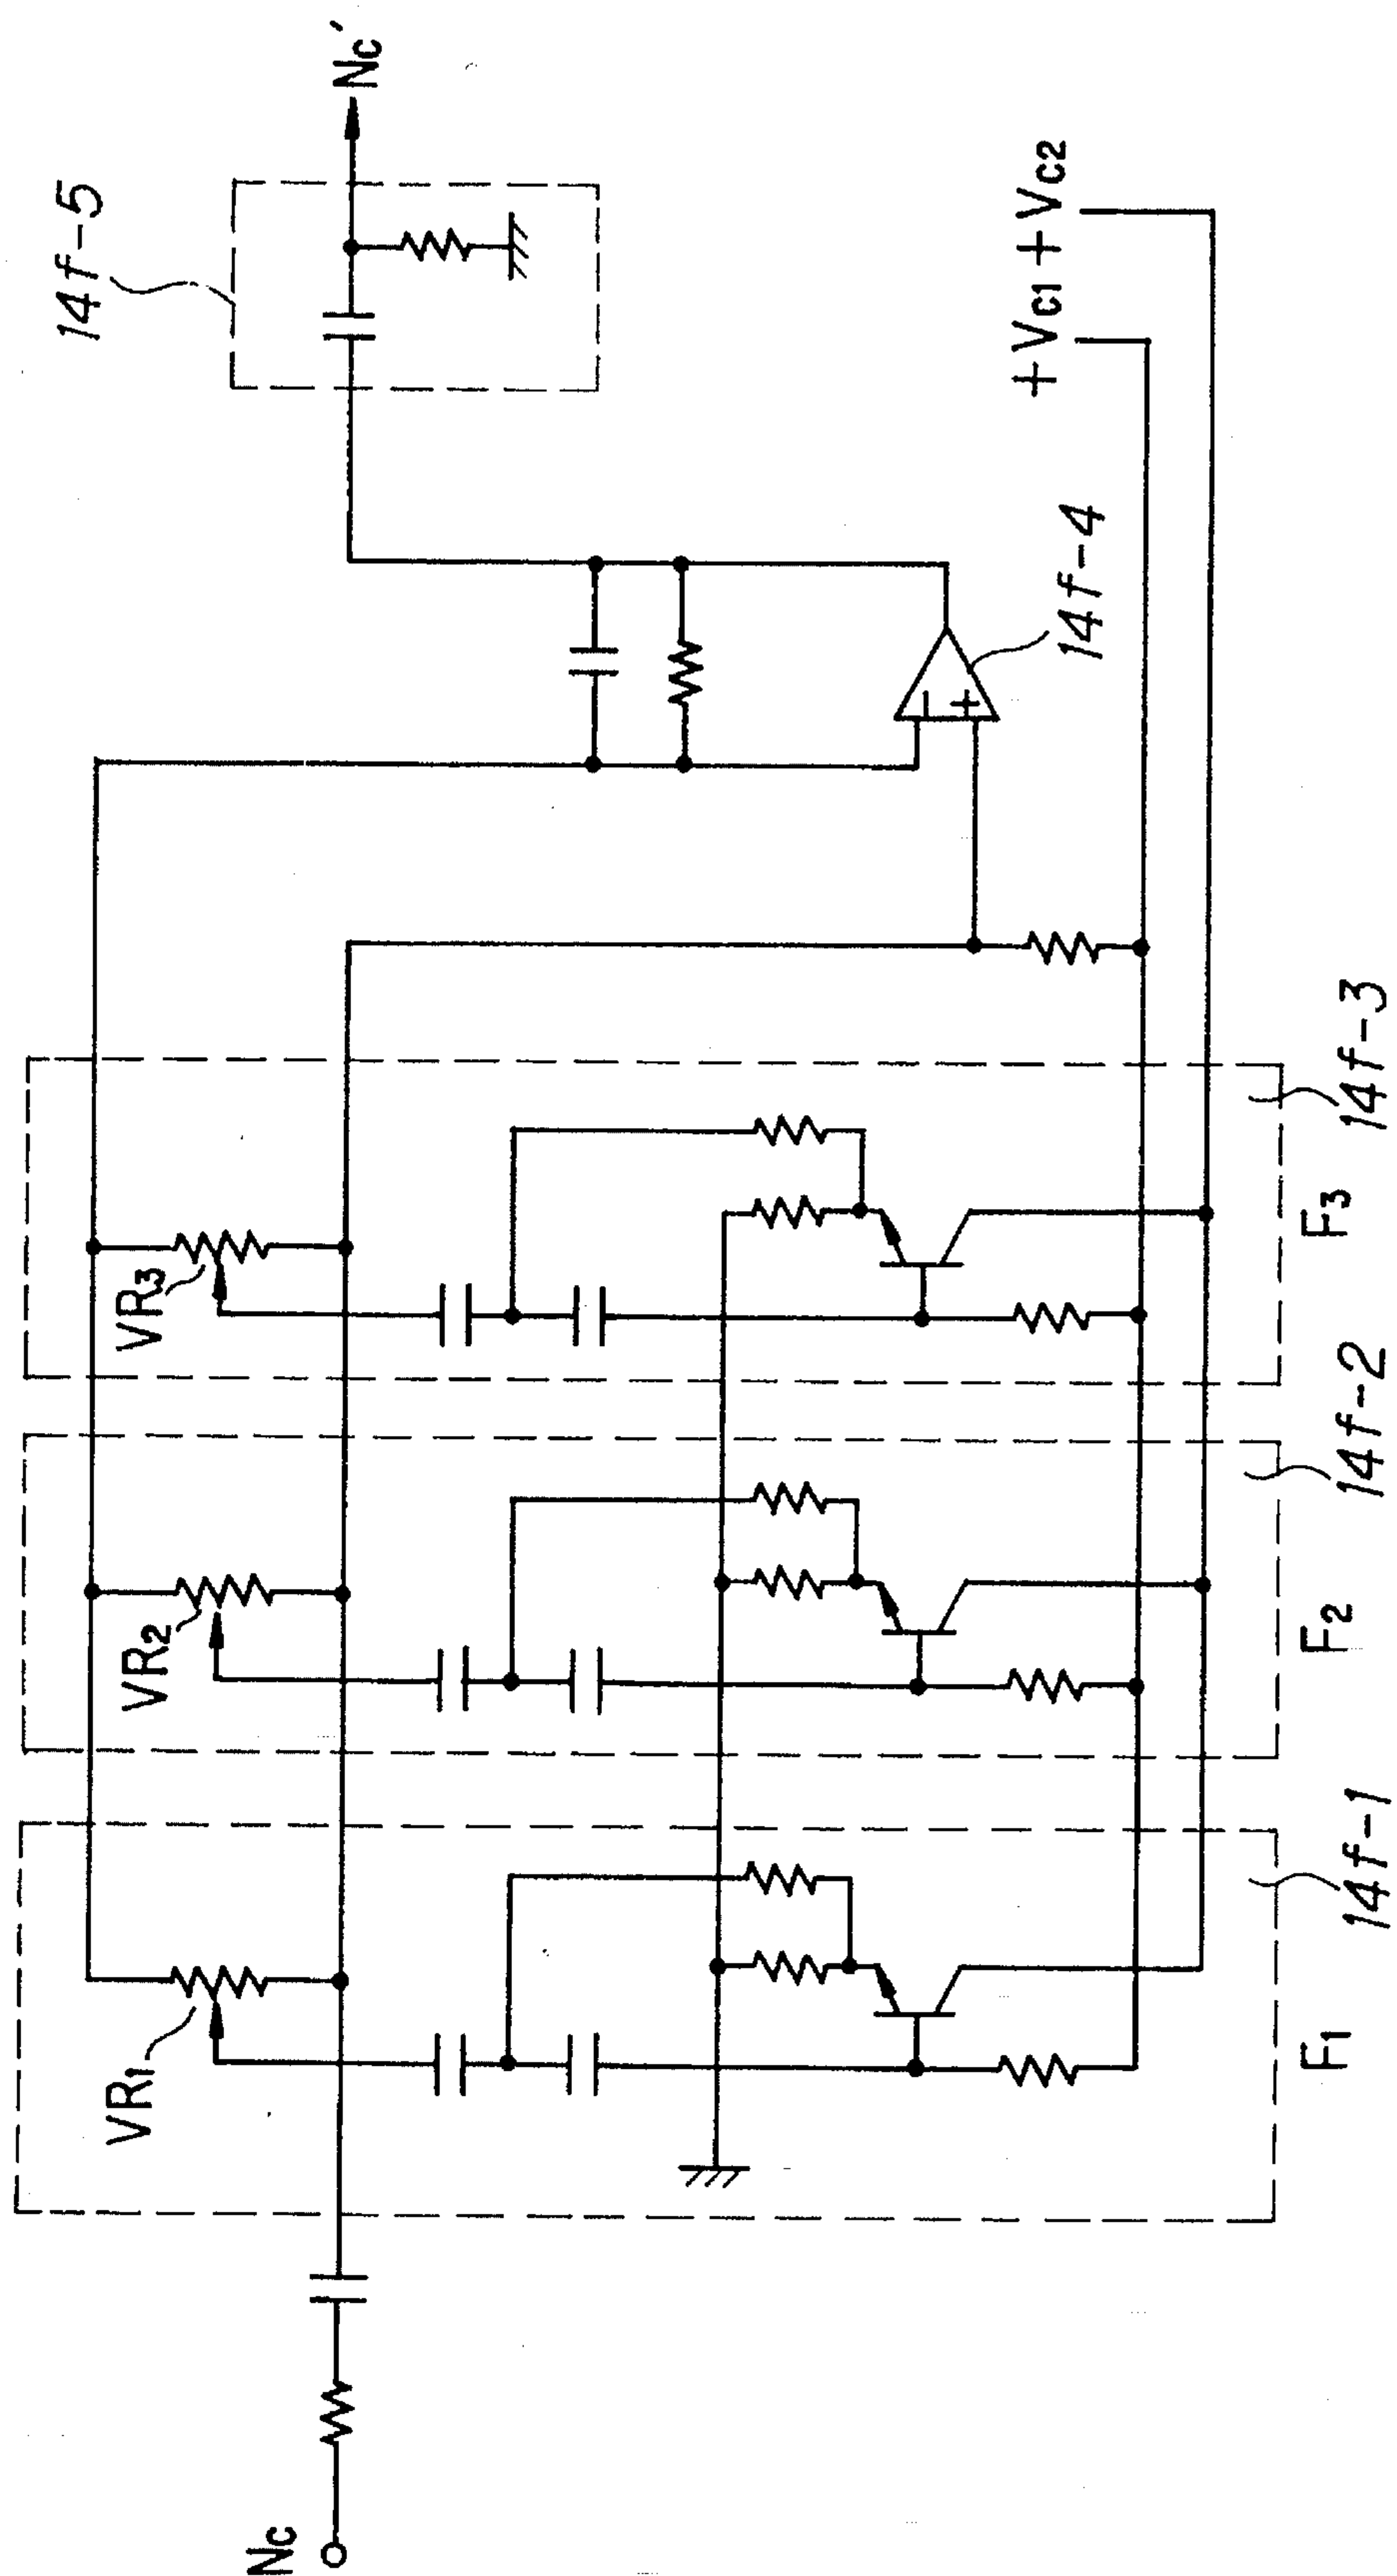 14f-5
Nc'
+Vc1 +Vc2
14f-4
VR1
VR2
VR3
Nc
14f-1
14f-2
14f-3
F1
F2
F3